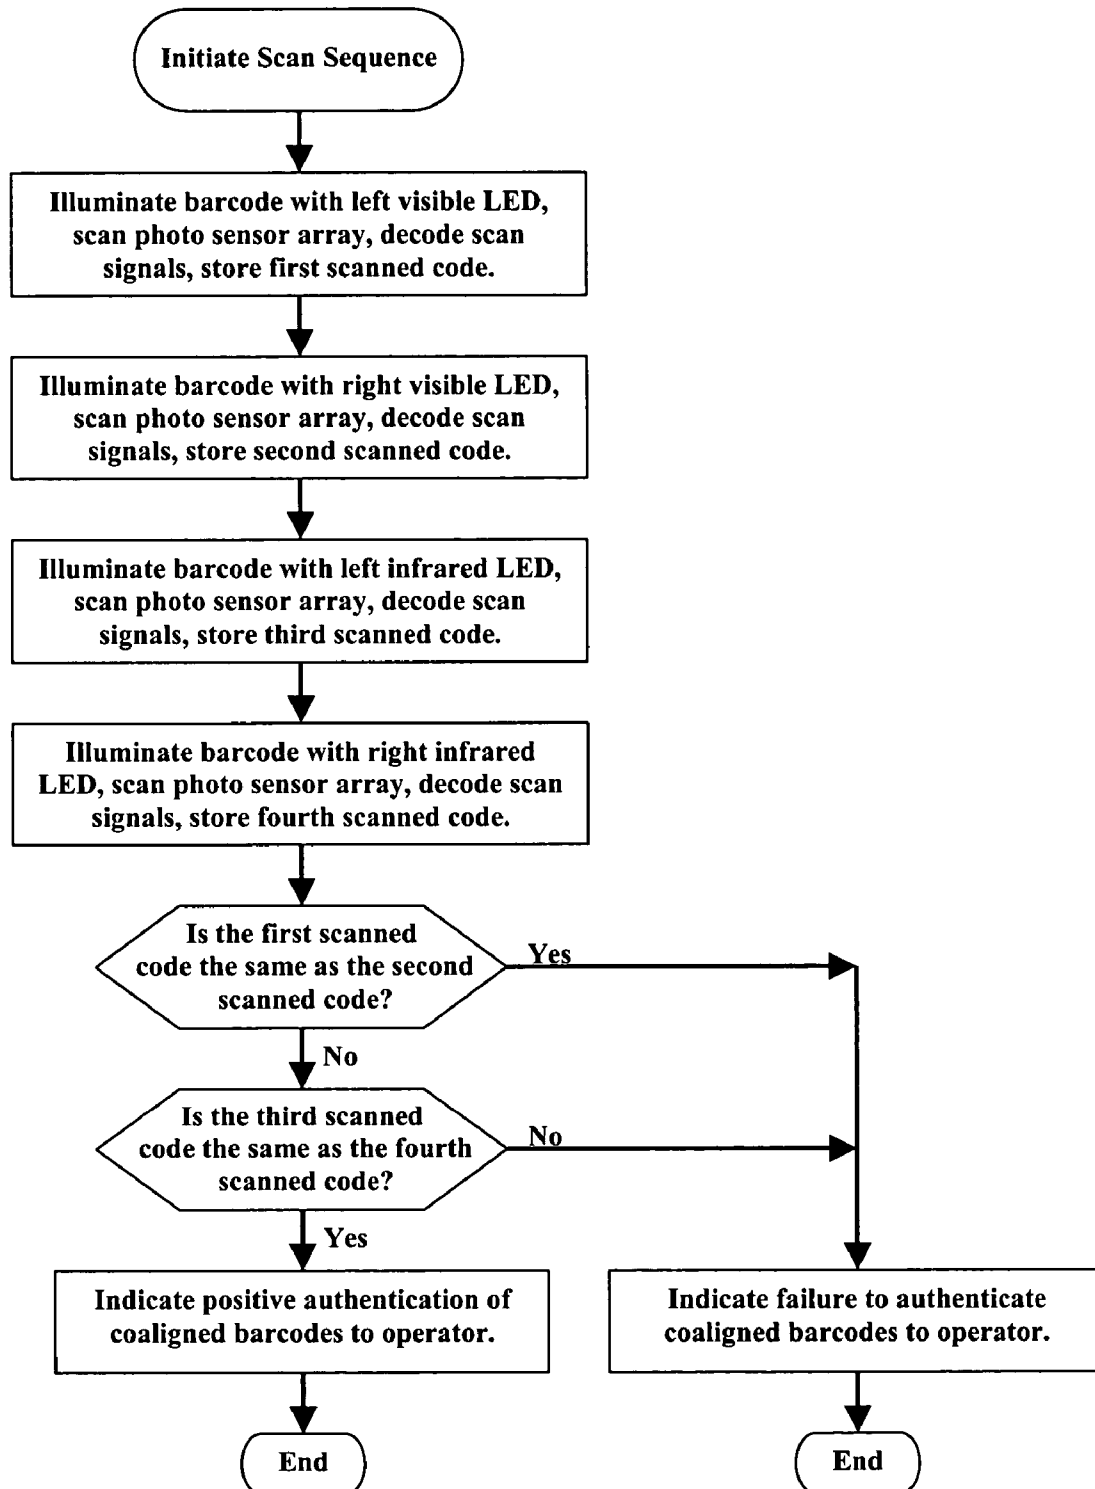 Initiate Scan Sequence
Illuminate barcode with left visible LED,
scan photo sensor array, decode scan
signals, store first scanned code.
Illuminate barcode with right visible LED,
scan photo sensor array, decode scan
signals, store second scanned code.
Illuminate barcode with left infrared LED,
scan photo sensor array, decode scan
signals, store third scanned code.
Illuminate barcode with right infrared
LED, scan photo sensor array, decode scan
signals, store fourth scanned code.
Is the first scanned
code the same as the second
scanned code?
Yes
No
Is the third scanned
code the same as the fourth
scanned code?
No
Yes
Indicate positive authentication of
coaligned barcodes to operator.
Indicate failure to authenticate
coaligned barcodes to operator.
End
End